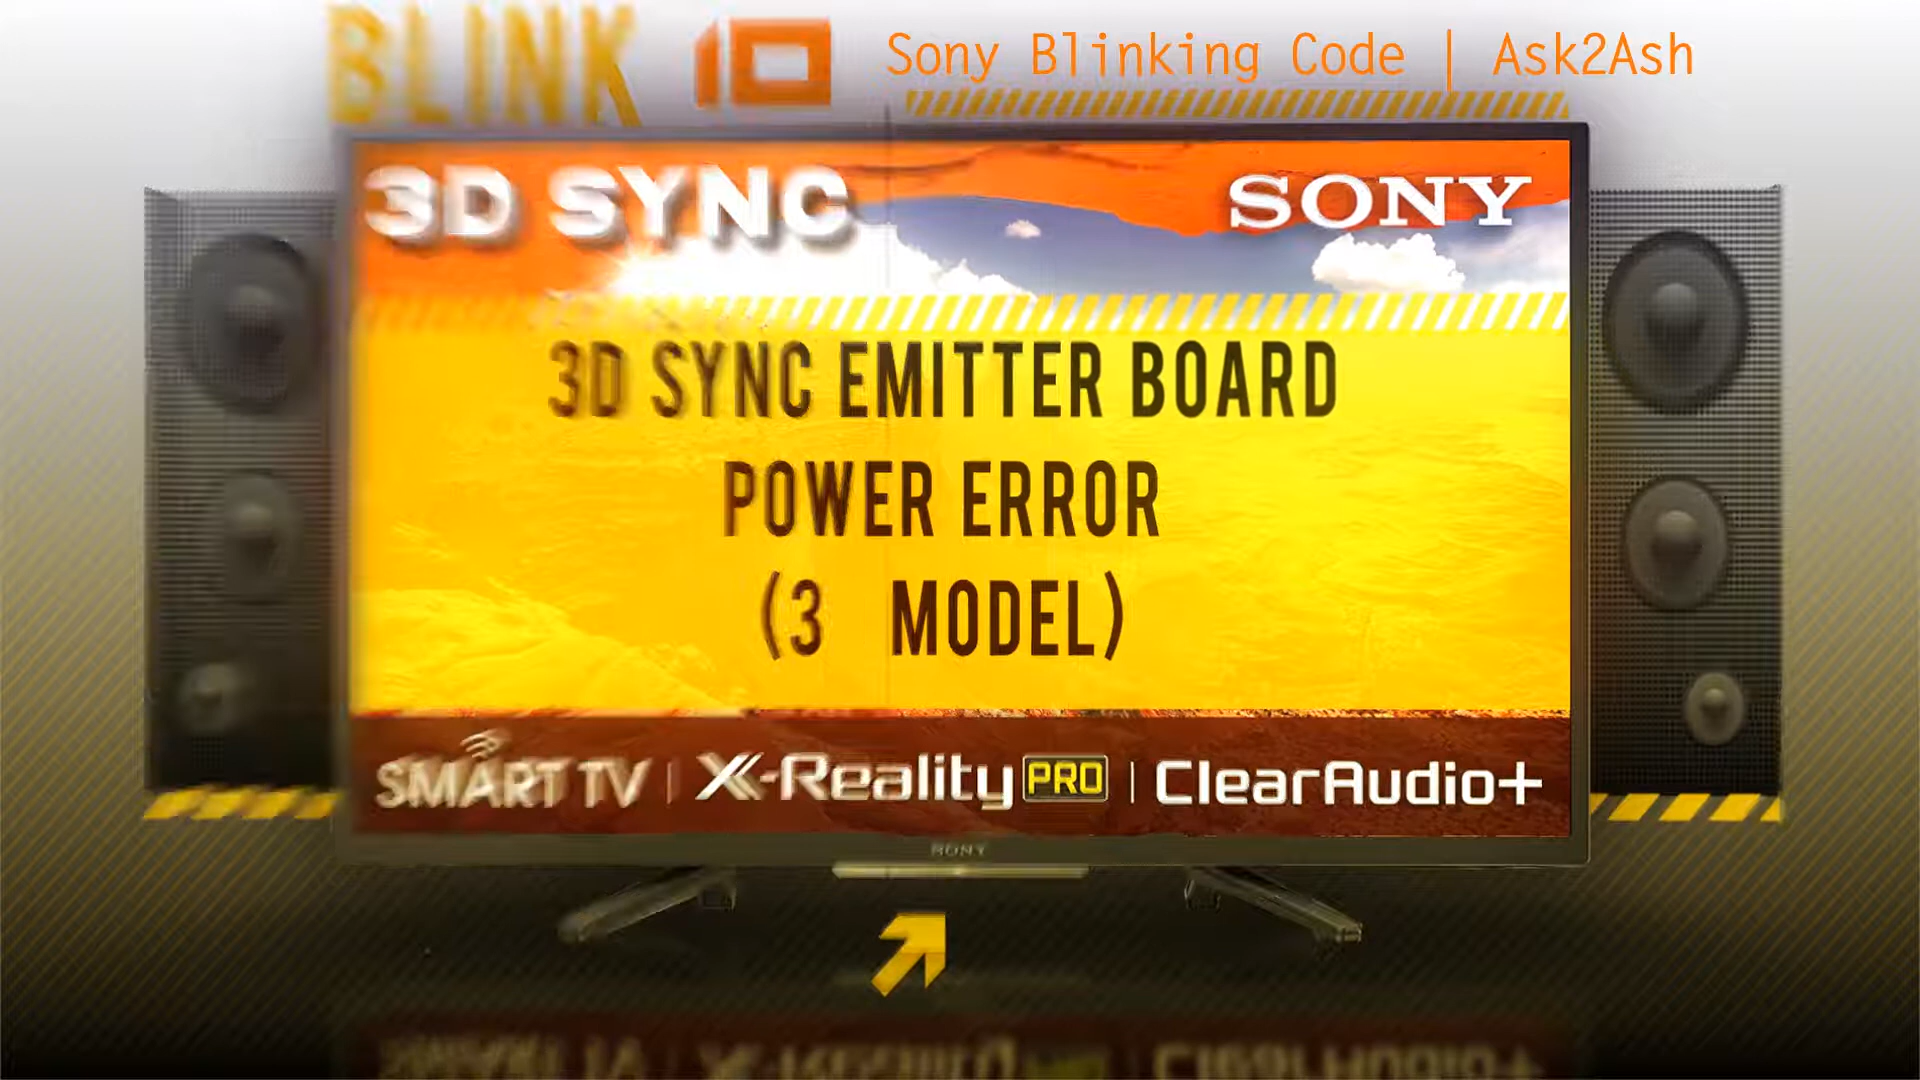 BLINK 10
Sony Blinking Code | Ask2Ash
3D SYNC
SONY
3D SYNC EMITTER BOARD
POWER ERROR
(3 MODEL)
SMART TV | X-Reality PRO | ClearAudio+
SONY